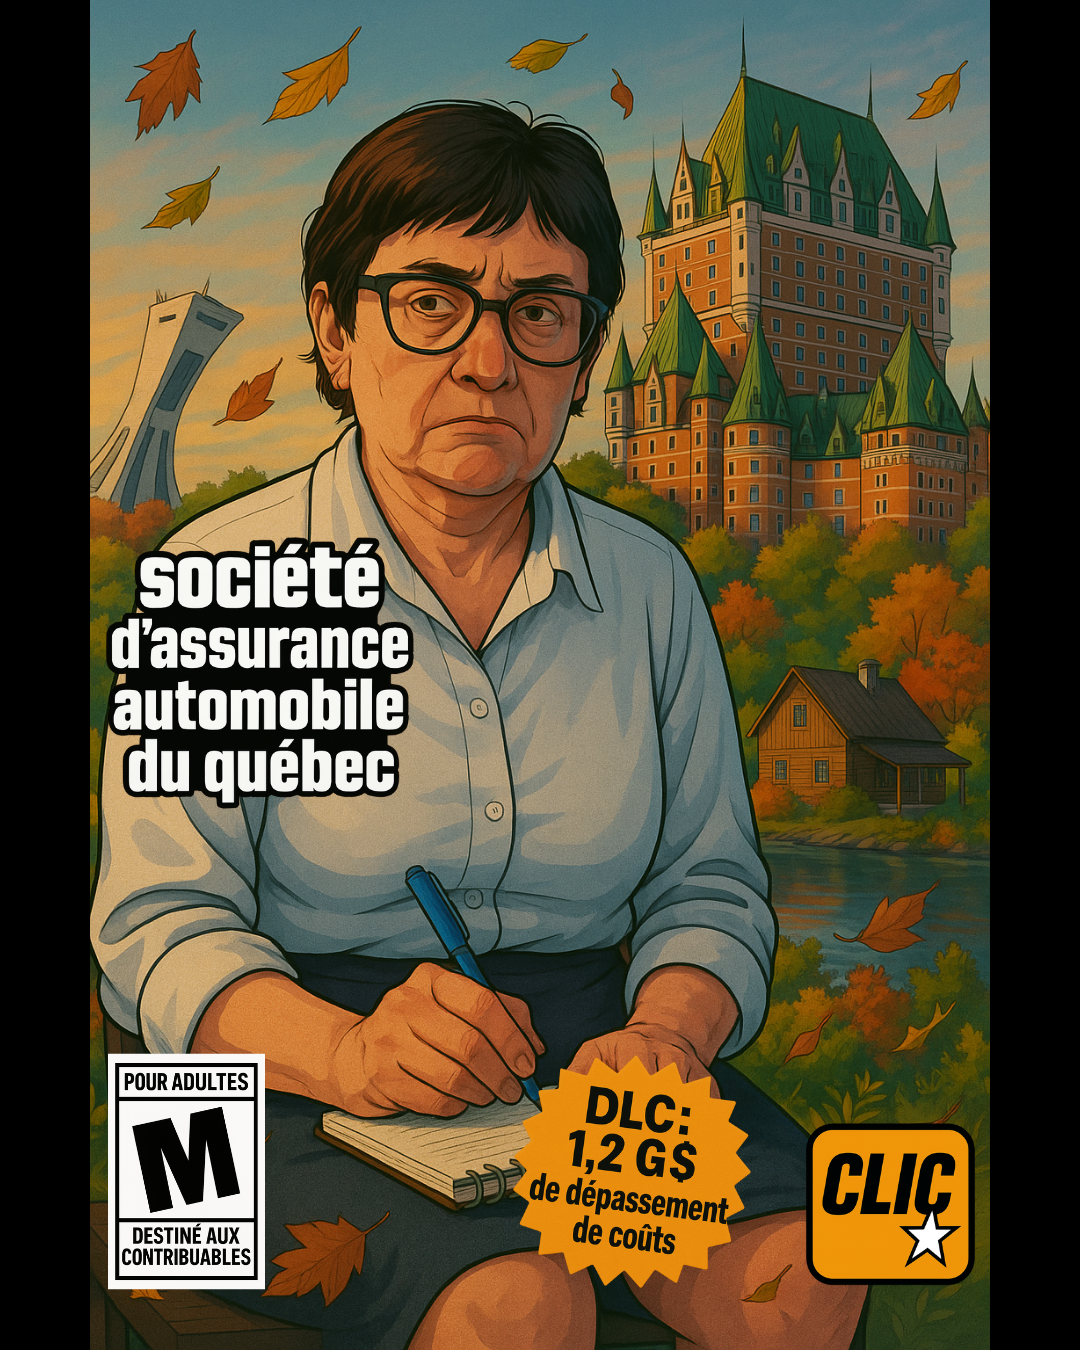 société
d'assurance
automobile
du québec
POUR ADULTES
M
DESTINÉ AUX
CONTRIBUABLES
DLC:
1,2 G$
de dépassement
de coûts
CLIC